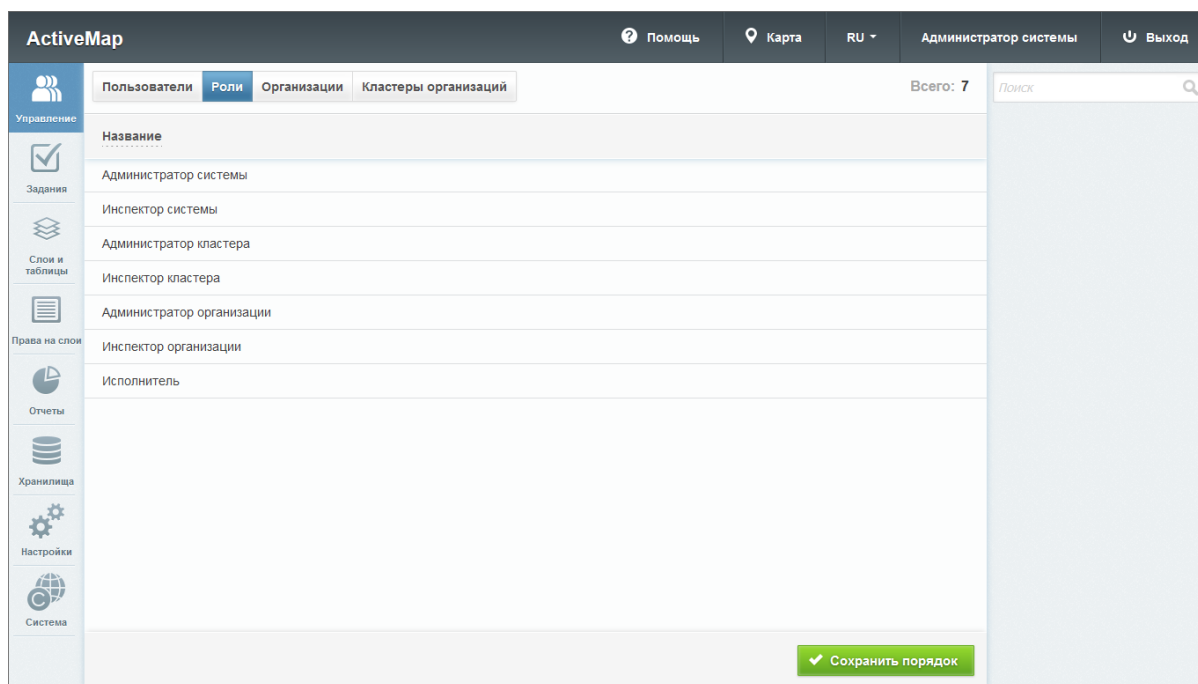 ActiveMap
Помощь
Карта
RU
Администратор системы
Выход
Управление
Задания
Слои и
таблицы
Права на слои
Отчеты
Хранилища
Настройки
Система
Пользователи
Роли
Организации
Кластеры организаций
Всего: 7
Поиск
Название
Администратор системы
Инспектор системы
Администратор кластера
Инспектор кластера
Администратор организации
Инспектор организации
Исполнитель
Сохранить порядок